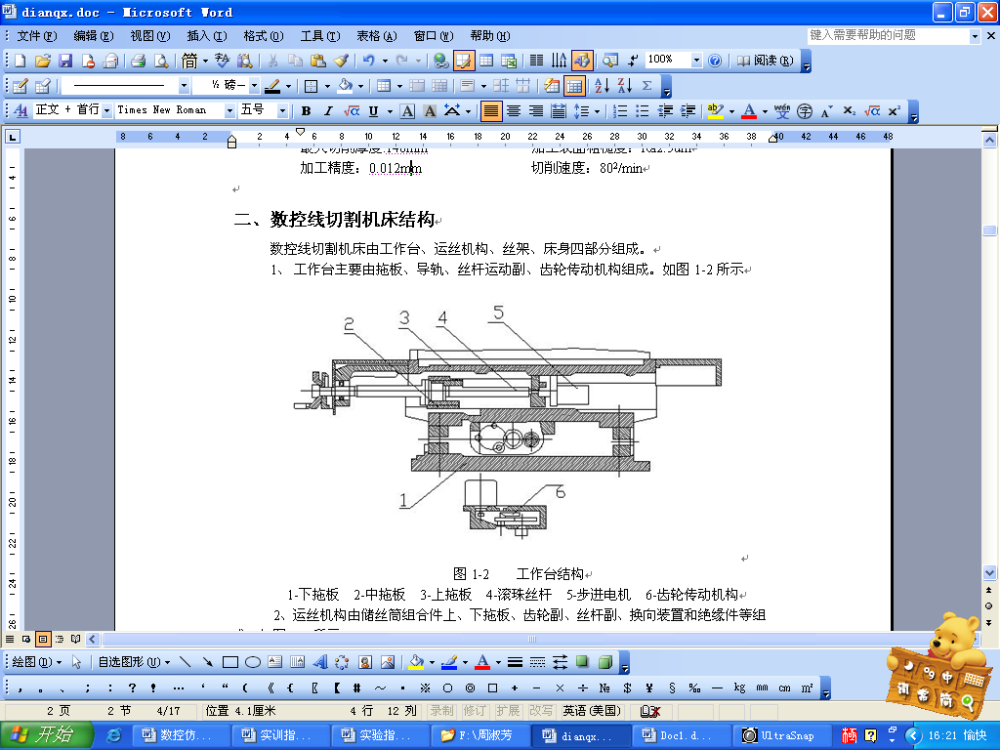 dianqx.doc - Microsoft Word
文件(F) 编辑(E) 视图(V) 插入(I) 格式(O) 工具(T) 表格(A) 窗口(W) 帮助(H) 键入需要帮助的问题
简 100% 阅读(R)
½ 磅
正文 + 首行 Times New Roman 五号 B I U A A
8 6 4 2 2 4 6 8 10 12 14 16 18 20 22 24 26 28 30 32 34 36 38 40 42 44 46 48
最大切削厚度:140mm
加工精度：0.012mm 切削速度：80²/min
二、数控线切割机床结构
数控线切割机床由工作台、运丝机构、丝架、床身四部分组成。
1、 工作台主要由拖板、导轨、丝杆运动副、齿轮传动机构组成。如图 1-2 所示
2 3 4 5
1 6
图 1-2 工作台结构
1-下拖板 2-中拖板 3-上拖板 4-滚珠丝杆 5-步进电机 6-齿轮传动机构
2、运丝机构由储丝筒组合件上、下拖板、齿轮副、丝杆副、换向装置和绝缘件等组
绘图(D) 自选图形(U)
， 。 、 ； ： ？ ！ … ‘ “ （ 《 { 【 # ～ · ※ ○ ◎ □ + － × ÷ № $ ￥ § ‰ — kg mm cm m²
2 页 2 节 4/17 位置 4.1厘米 4 行 12 列 录制 修订 扩展 改写 英语(美国)
中
词 常 简
开始 数控仿... 实训指... 实验指... F:\周淑芳 dianqx... Doc1.d... UltraSnap 極 16:21 愉快